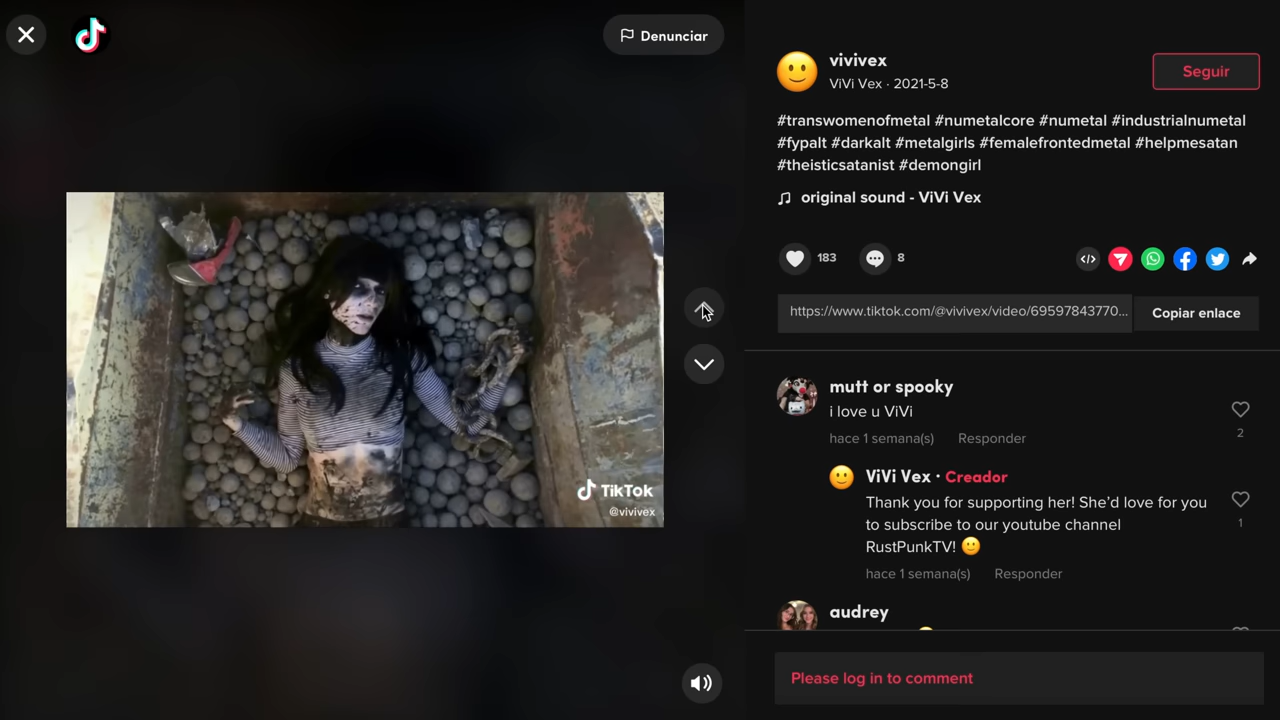 Denunciar
TikTok
@vivivex
vivivex
ViVi Vex · 2021-5-8
Seguir
#transwomenofmetal #numetalcore #numetal #industrialnumetal
#fypalt #darkalt #metalgirls #femalefrontedmetal #helpmesatan
#theisticsatanist #demongirl
original sound - ViVi Vex
183
8
https://www.tiktok.com/@vivivex/video/69597843770...
Copiar enlace
mutt or spooky
i love u ViVi
hace 1 semana(s) Responder
2
ViVi Vex · Creador
Thank you for supporting her! She’d love for you
to subscribe to our youtube channel
RustPunkTV! 🙂
1
hace 1 semana(s) Responder
audrey
Please log in to comment